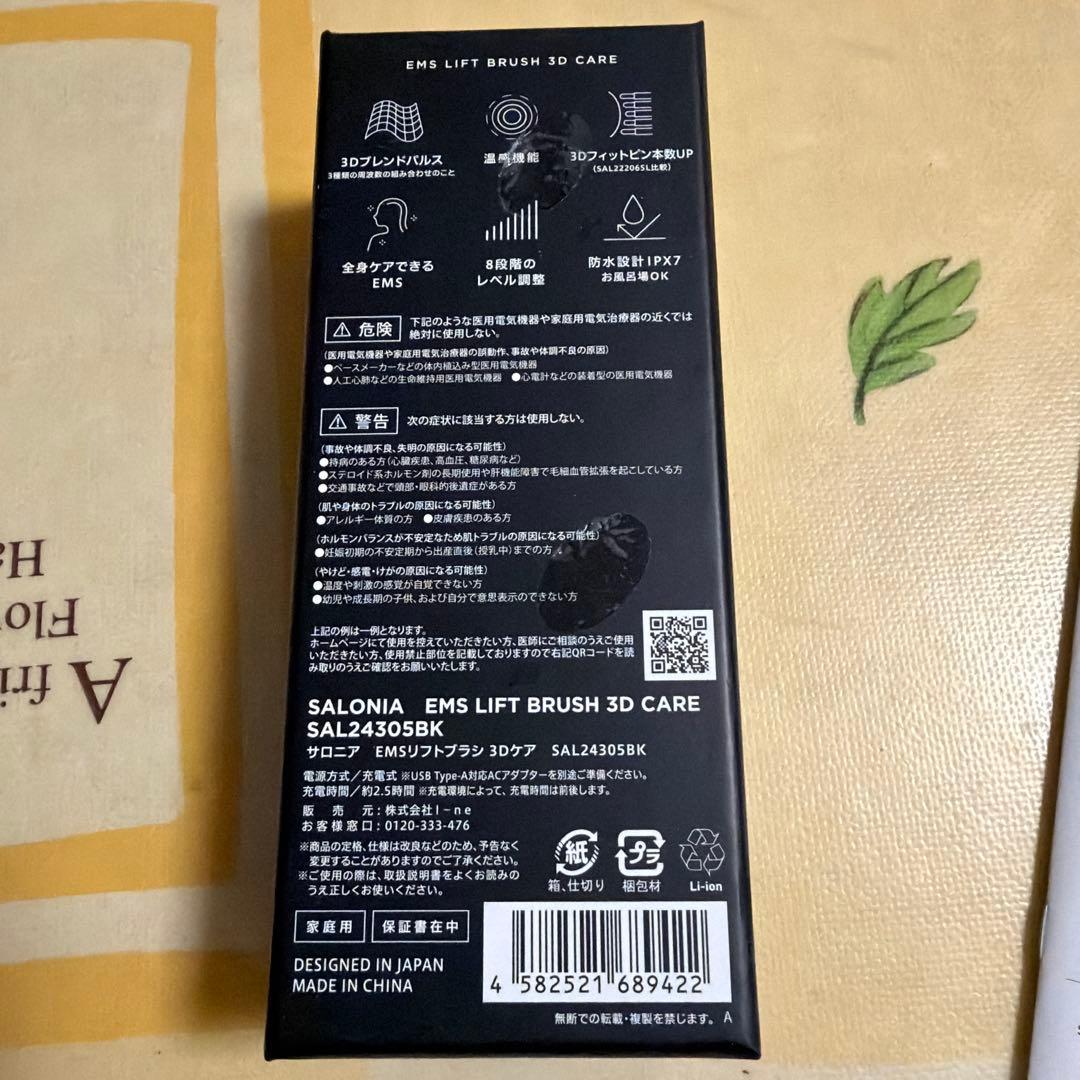 EMS LIFT BRUSH 3D CARE
3Dブレンドパルス
3種類の周波数の組み合わせのこと
温感機能
3Dフィットピン本数UP
(SAL22206SL比較)
全身ケアできる
EMS
8段階の
レベル調整
防水設計IPX7
お風呂場OK
危険
下記のような医用電気機器や家庭用電気治療器の近くでは
絶対に使用しない。
(医用電気機器や家庭用電気治療器の誤動作、事故や体調不良の原因)
●ペースメーカーなどの体内植込み型医用電気機器
●人工心肺などの生命維持用医用電気機器 ●心電計などの装着型の医用電気機器
警告
次の症状に該当する方は使用しない。
(事故や体調不良、失明の原因になる可能性)
●持病のある方(心臓疾患、高血圧、糖尿病など)
●ステロイド系ホルモン剤の長期使用や肝機能障害で毛細血管拡張を起こしている方
●交通事故などで頭部・眼科的後遺症がある方
(肌や身体のトラブルの原因になる可能性)
●アレルギー体質の方 ●皮膚疾患のある方
(ホルモンバランスが不安定なため肌トラブルの原因になる可能性)
●妊娠初期の不安定期から出産直後(授乳中)までの方
(やけど・感電・けがの原因になる可能性)
●温度や刺激の感覚が自覚できない方
●幼児や成長期の子供、および自分で意思表示のできない方
上記の例は一例となります。
ホームページにて使用を控えていただきたい方、医師にご相談のうえご使用
いただきたい方、使用禁止部位を記載しておりますので右記QRコードを読
み取りのうえご確認をお願いいたします。
SALONIA EMS LIFT BRUSH 3D CARE
SAL24305BK
サロニア EMSリフトブラシ 3Dケア SAL24305BK
電源方式/充電式 ※USB Type-A対応ACアダプターを別途ご準備ください。
充電時間/約2.5時間 ※充電環境によって、充電時間は前後します。
販売元:株式会社I-ne
お客様窓口:0120-333-476
※商品の定格、仕様は改良などのため、予告なく
変更することがありますのでご了承ください。
※ご使用の際は、取扱説明書をよくお読みの
うえ正しくお使いください。
紙
箱、仕切り
プラ
梱包材
Li-ion
家庭用
保証書在中
DESIGNED IN JAPAN
MADE IN CHINA
4 582521 689422
無断での転載・複製を禁じます。 A
A fri
Flo
Ha